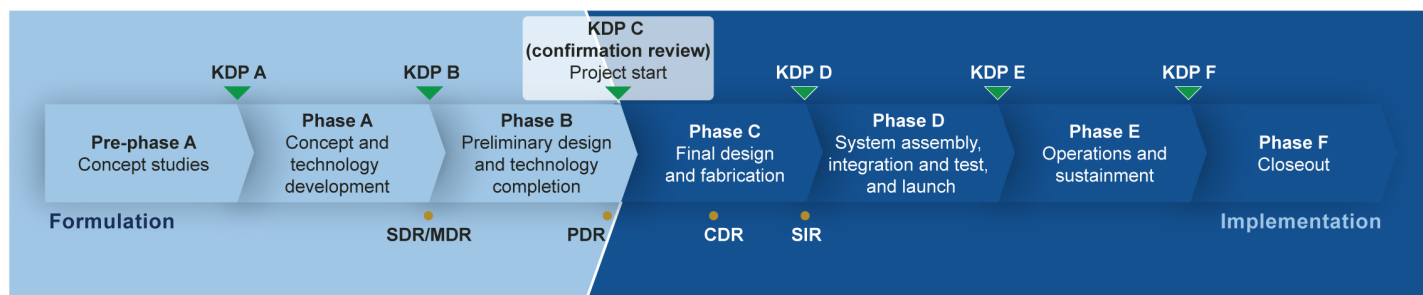 KDP C
(confirmation review)
Project start
KDP A
KDP B
KDP D
KDP E
KDP F
Pre-phase A
Concept studies
Phase A
Concept and
technology
development
Phase B
Preliminary design
and technology
completion
Phase C
Final design
and fabrication
Phase D
System assembly,
integration and test,
and launch
Phase E
Operations and
sustainment
Phase F
Closeout
Formulation
Implementation
SDR/MDR
PDR
CDR
SIR